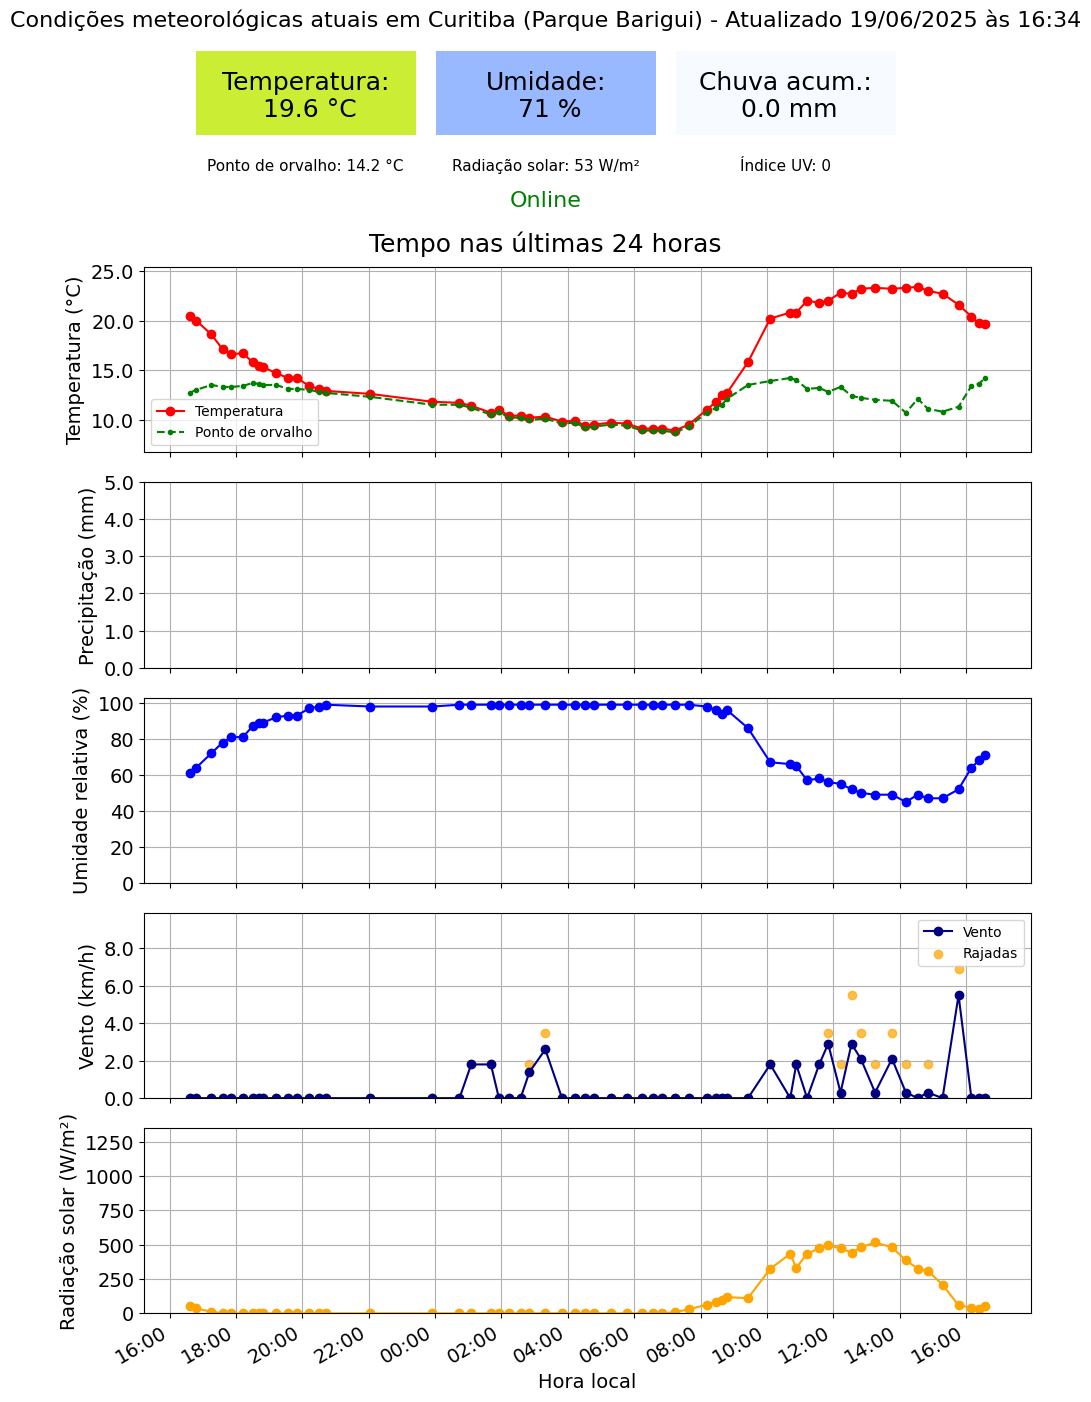 Condições meteorológicas atuais em Curitiba (Parque Barigui) - Atualizado 19/06/2025 às 16:34
Temperatura:
19.6 °C
Umidade:
71 %
Chuva acum.:
0.0 mm
Ponto de orvalho: 14.2 °C
Radiação solar: 53 W/m²
Índice UV: 0
Online
Tempo nas últimas 24 horas
Temperatura (°C)
25.0
20.0
15.0
10.0
Temperatura
Ponto de orvalho
Precipitação (mm)
5.0
4.0
3.0
2.0
1.0
0.0
Umidade relativa (%)
100
80
60
40
20
0
Vento (km/h)
8.0
6.0
4.0
2.0
0.0
Vento
Rajadas
Radiação solar (W/m²)
1250
1000
750
500
250
0
16:00
18:00
20:00
22:00
00:00
02:00
04:00
06:00
08:00
10:00
12:00
14:00
16:00
Hora local